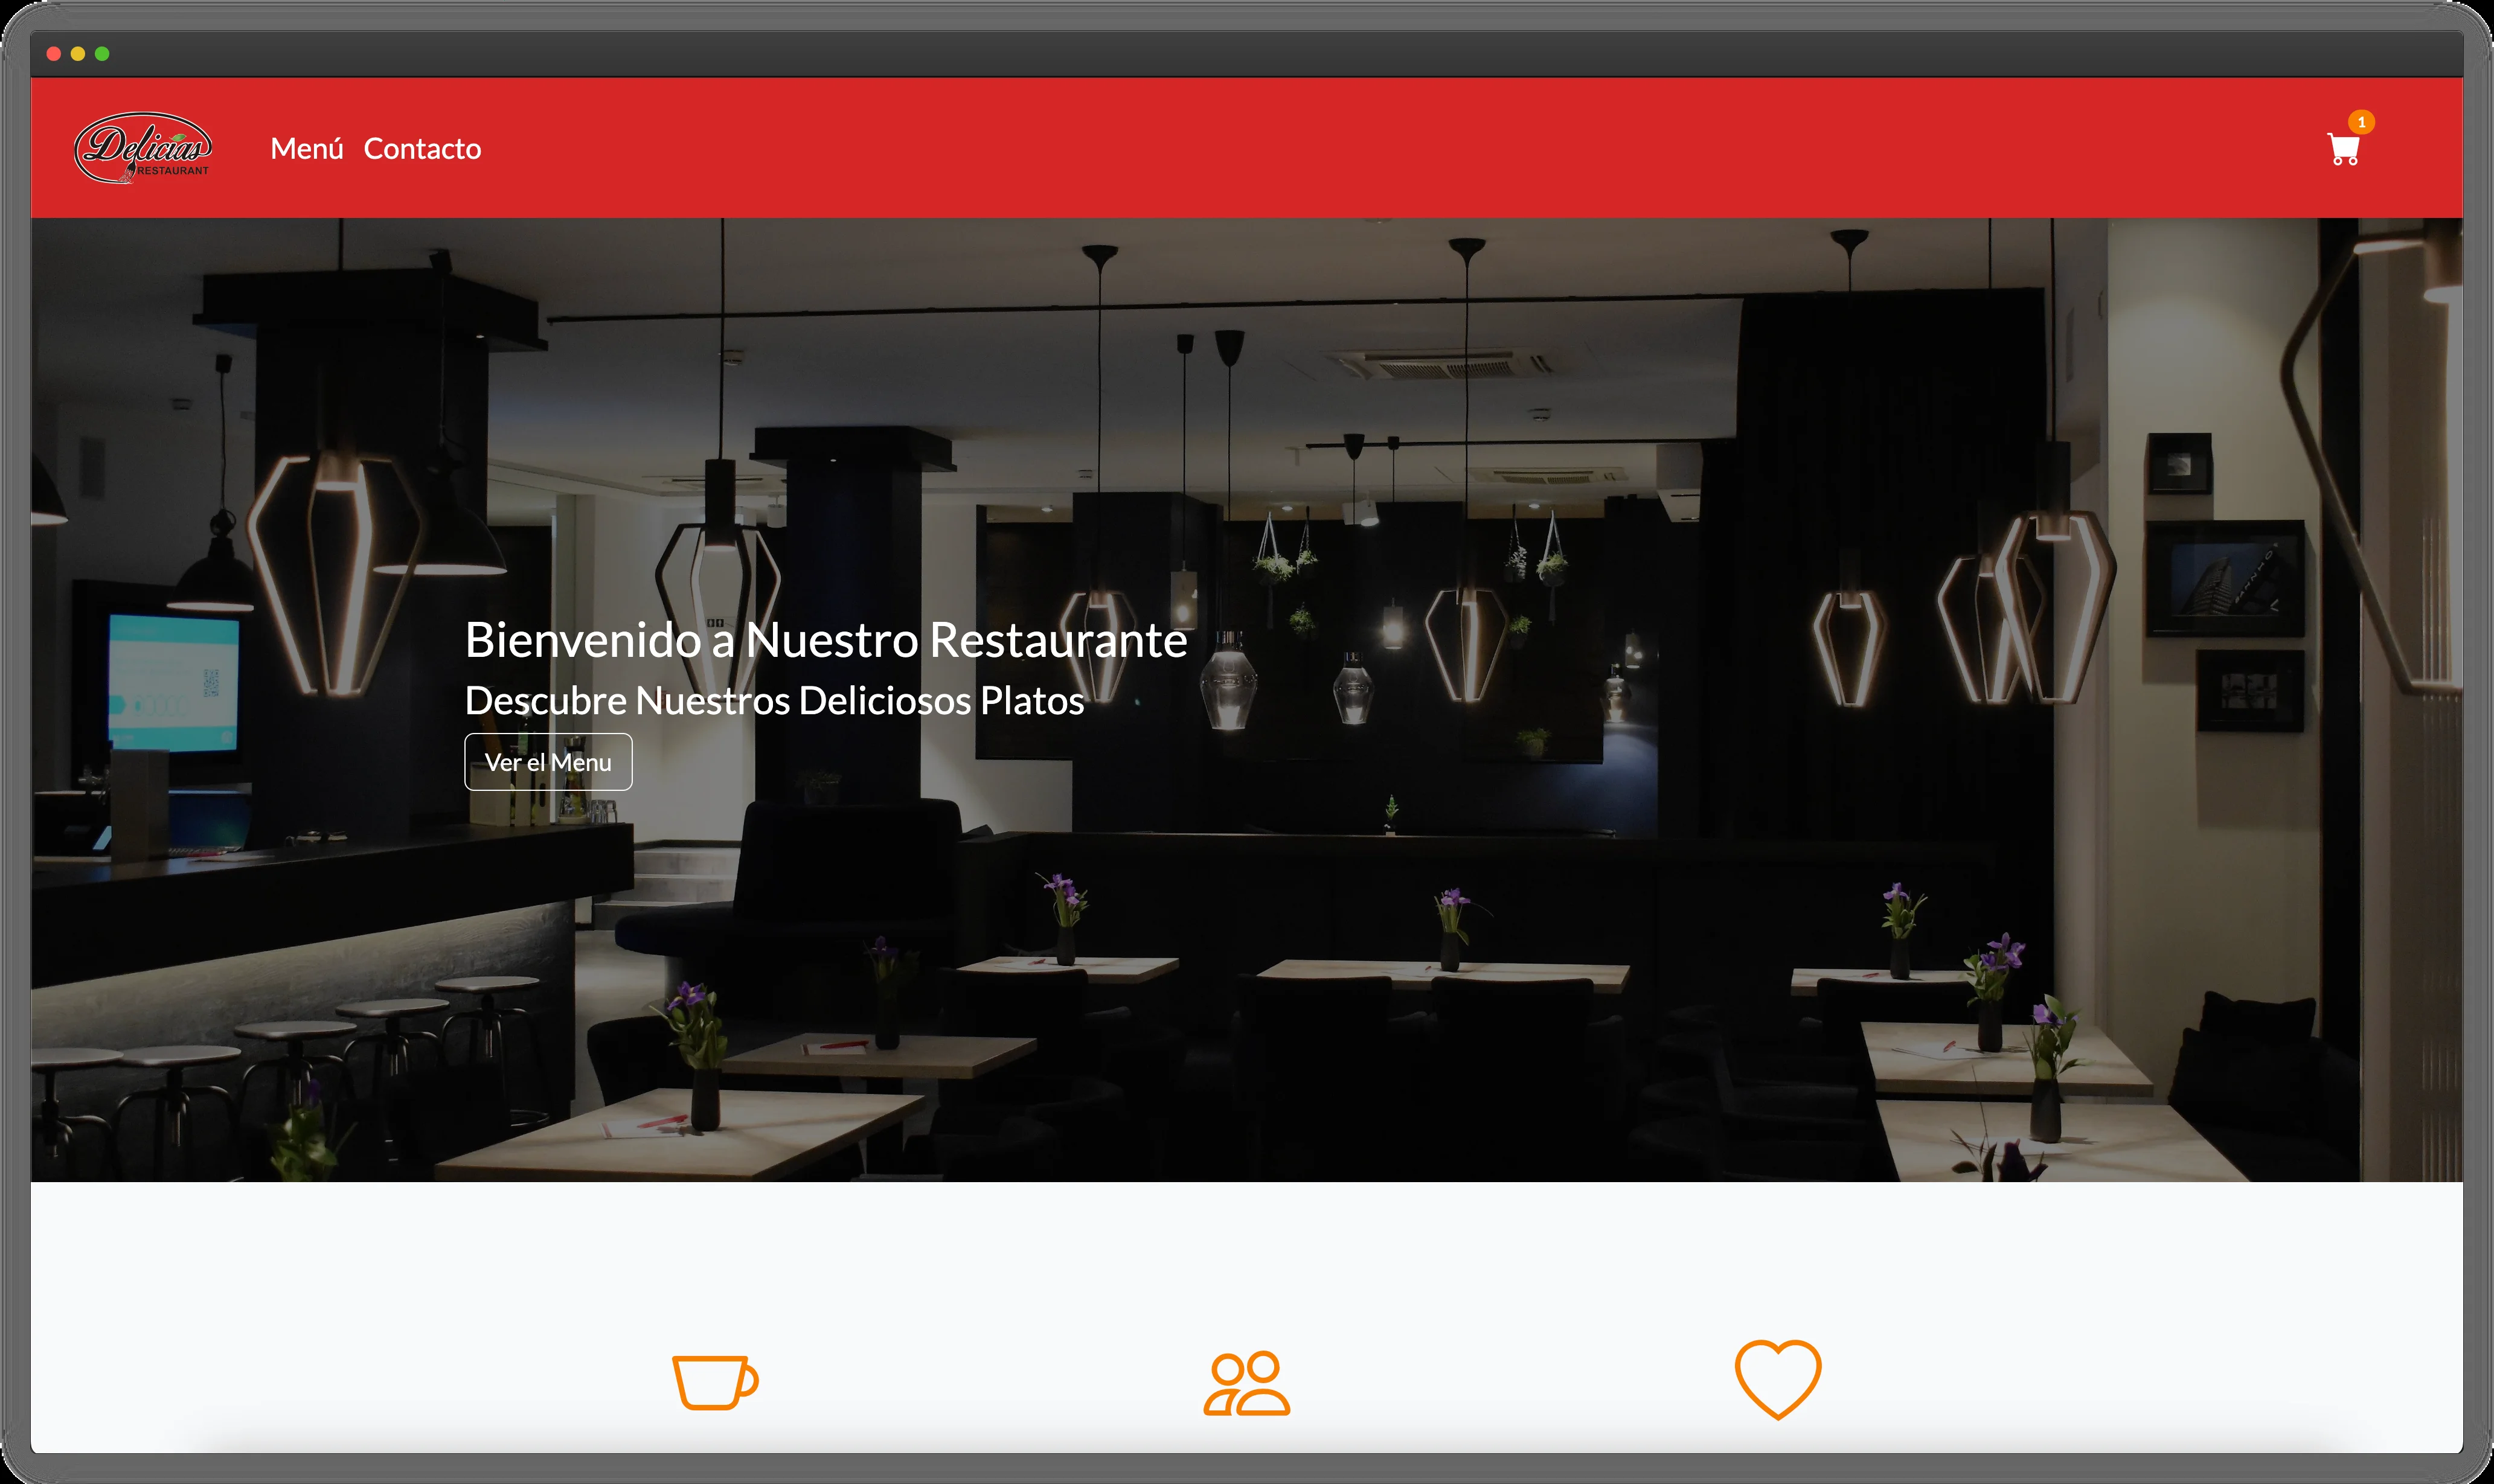 Delicias
RESTAURANT
Menú Contacto
1
Bienvenido a Nuestro Restaurante
Descubre Nuestros Deliciosos Platos
Ver el Menu